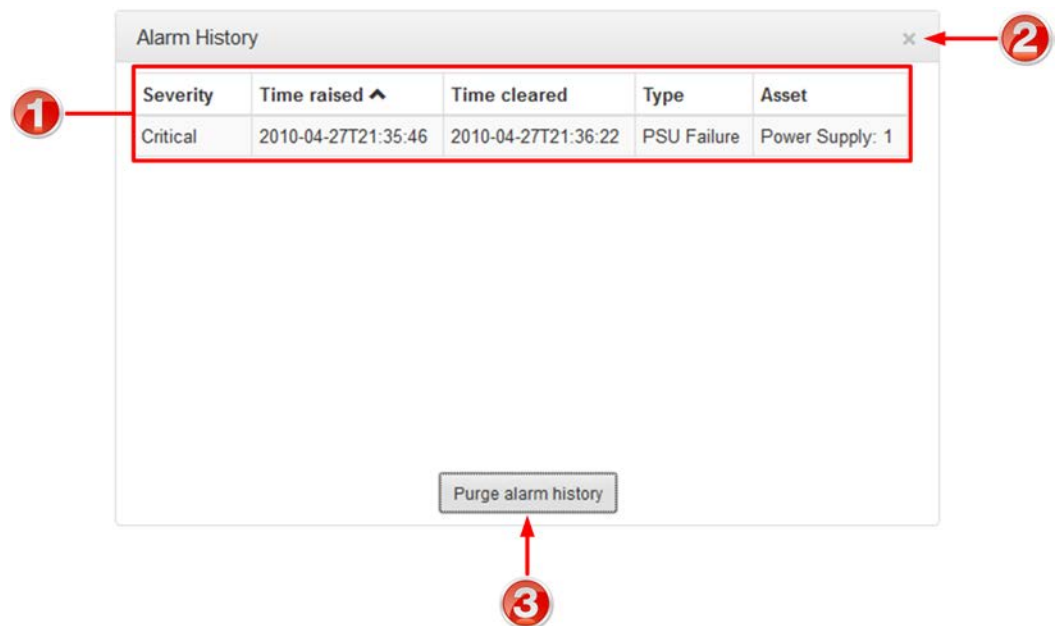 Alarm History ×
2
1
Severity Time raised Time cleared Type Asset
Critical 2010-04-27T21:35:46 2010-04-27T21:36:22 PSU Failure Power Supply: 1
Purge alarm history
3